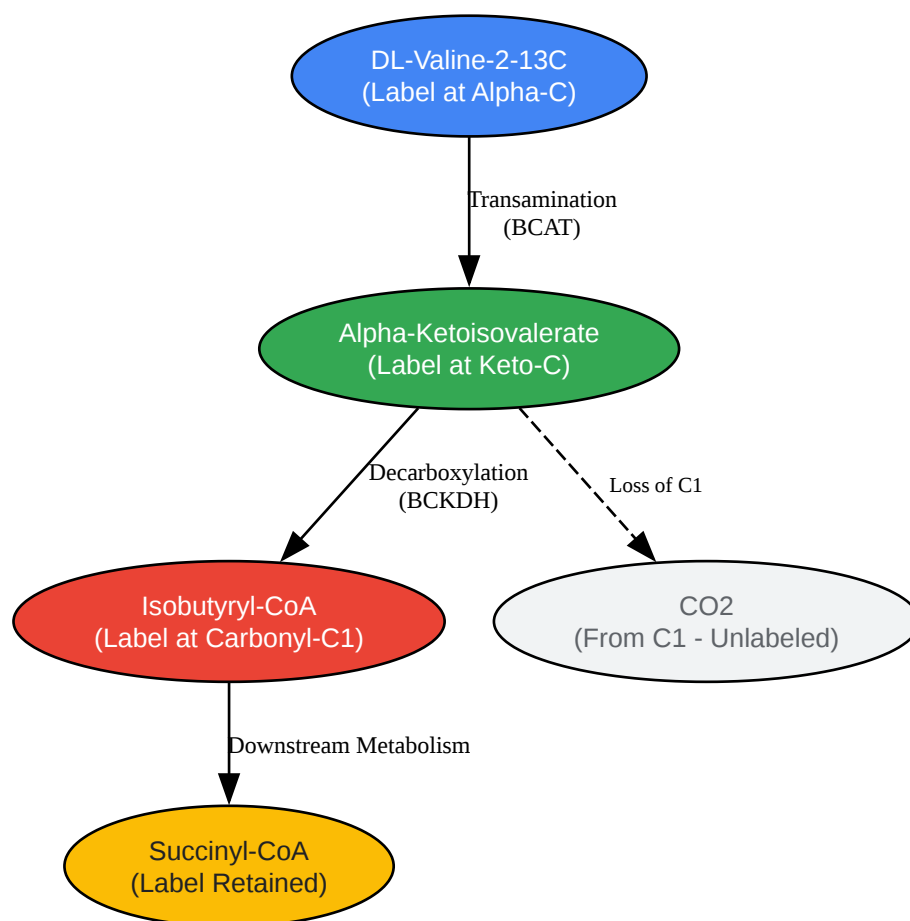 DL-Valine-2-13C
(Label at Alpha-C)
Transamination
(BCAT)
Alpha-Ketoisovalerate
(Label at Keto-C)
Decarboxylation
(BCKDH)
Loss of C1
Isobutyryl-CoA
(Label at Carbonyl-C1)
CO2
(From C1 - Unlabeled)
Downstream Metabolism
Succinyl-CoA
(Label Retained)